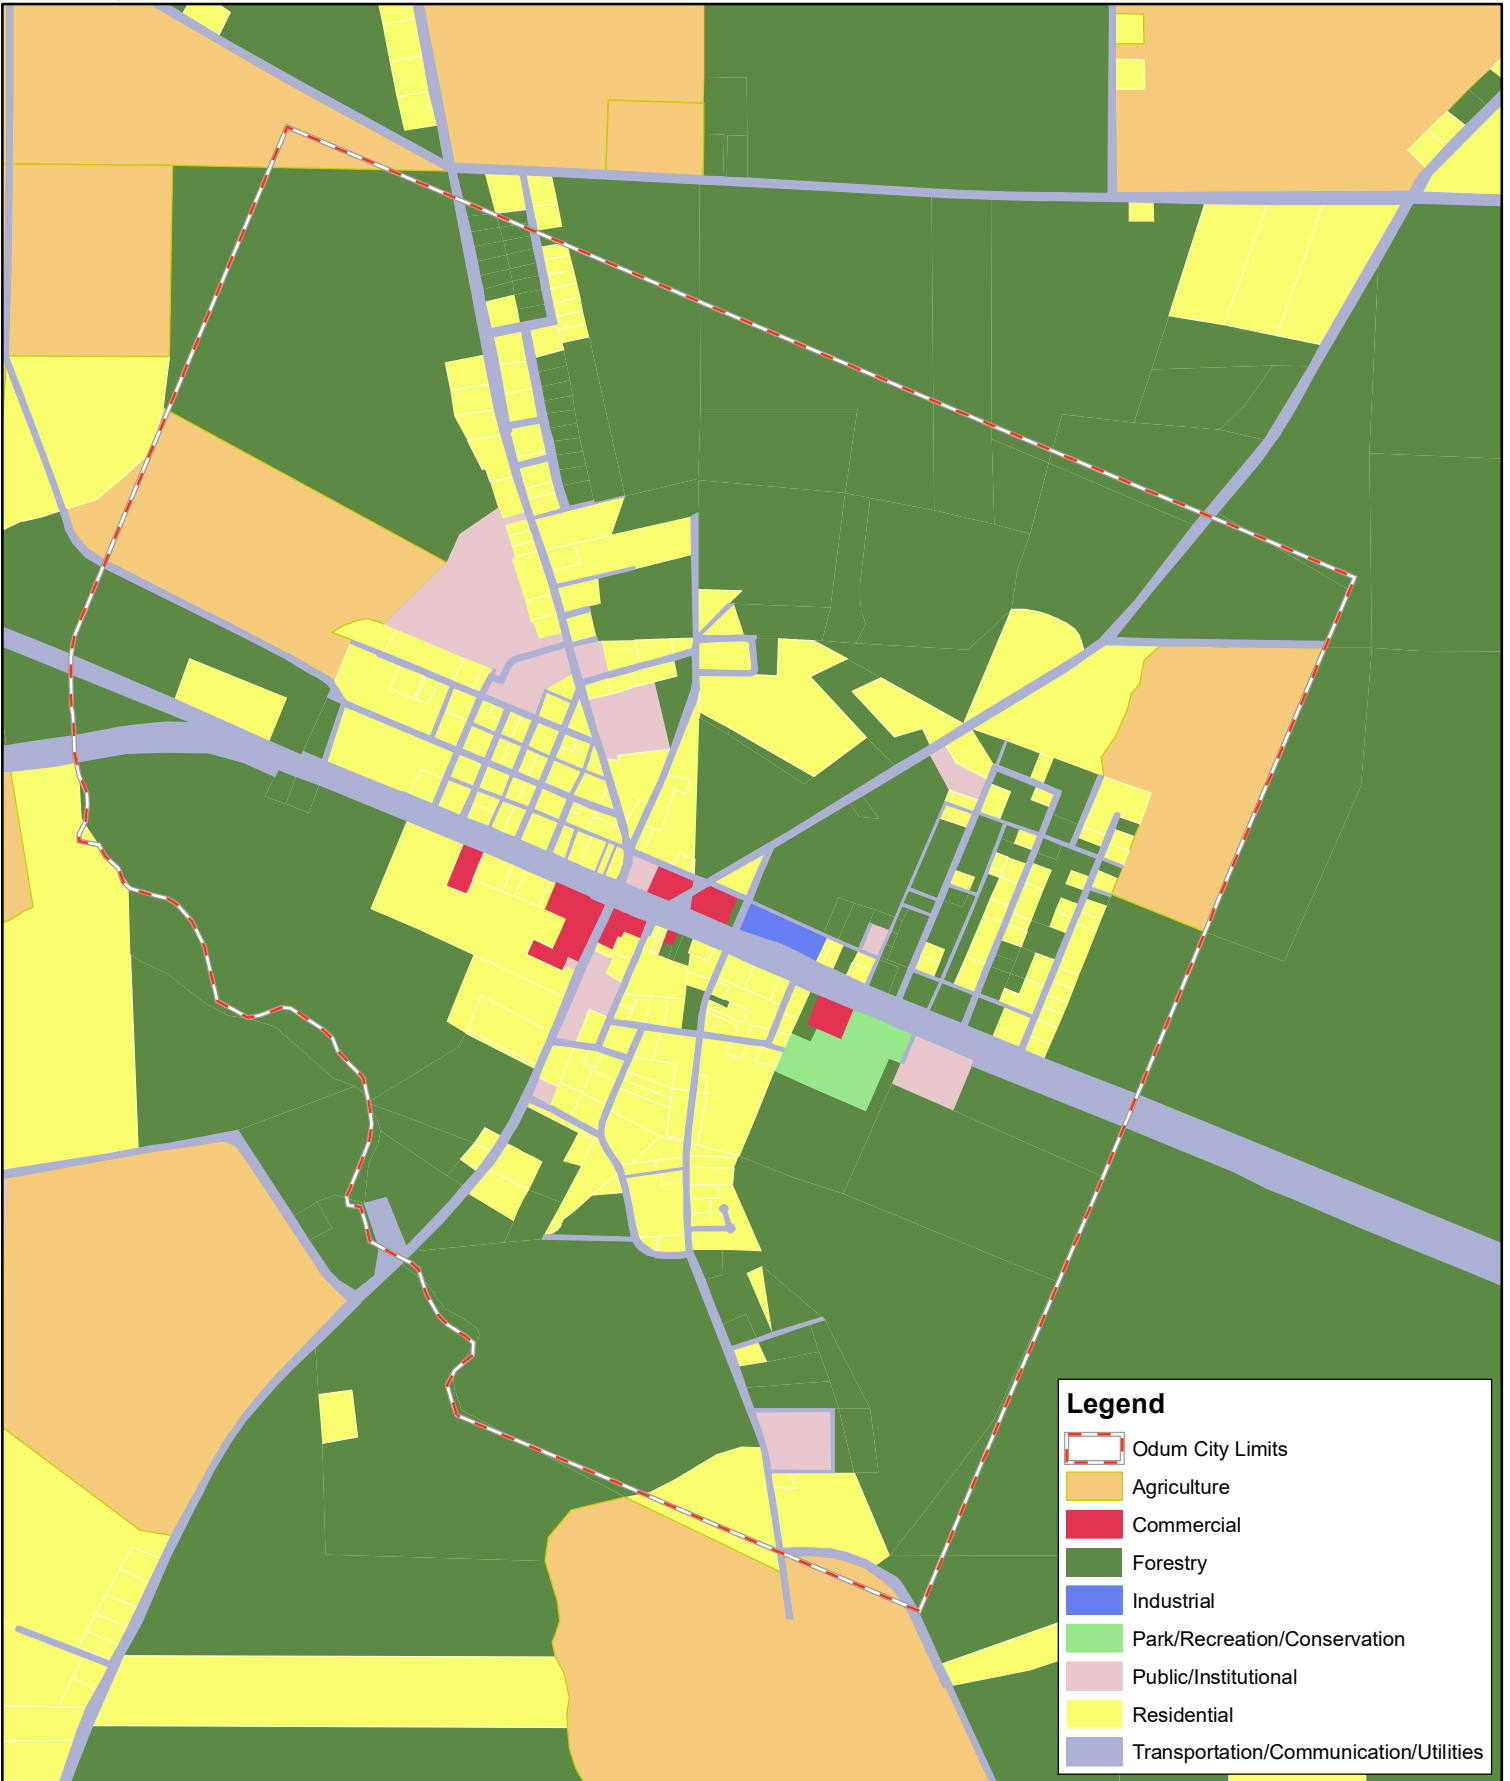 Legend
Odum City Limits
Agriculture
Commercial
Forestry
Industrial
Park/Recreation/Conservation
Public/Institutional
Residential
Transportation/Communication/Utilities